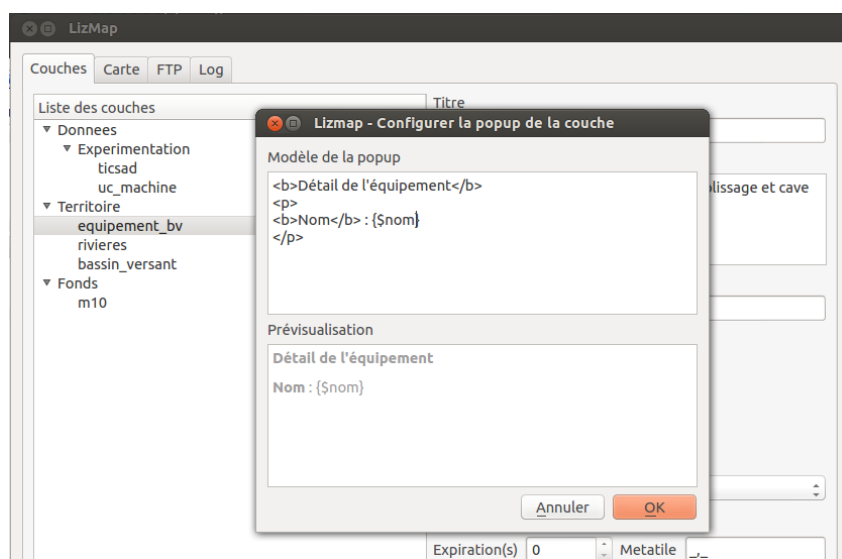 LizMap
Couches Carte FTP Log
Liste des couches
Donnees
Experimentation
ticsad
uc_machine
Territoire
equipement_bv
rivieres
bassin_versant
Fonds
m10
Titre
et cave
Lizmap - Configurer la popup de la couche
Modèle de la popup
<b>Détail de l'équipement</b>
<p>
<b>Nom</b> : {$nom}
</p>
Prévisualisation
Détail de l'équipement
Nom : {$nom}
Annuler OK
Expiration(s) 0 Metatile _,_